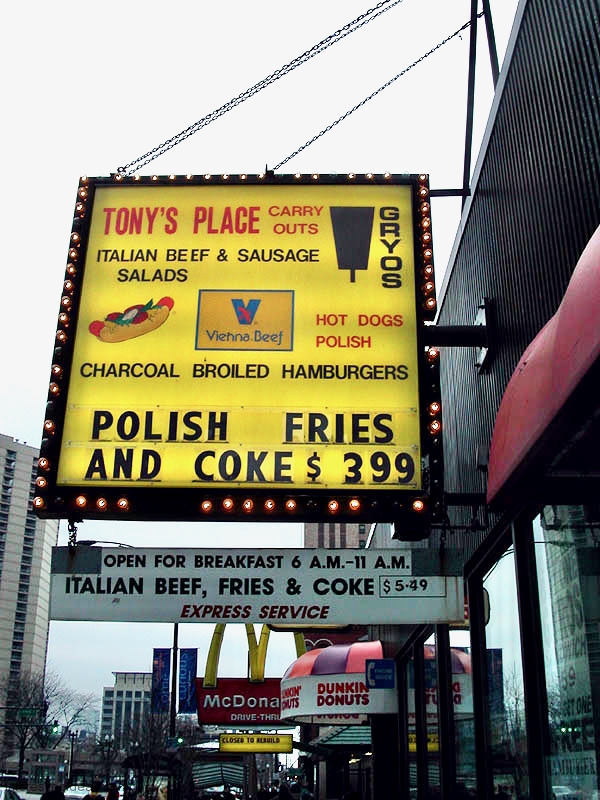 TONY'S PLACE CARRY OUTS
GRYOS
ITALIAN BEEF & SAUSAGE
SALADS
Vienna Beef
HOT DOGS
POLISH
CHARCOAL BROILED HAMBURGERS
POLISH FRIES
AND COKE $ 399
OPEN FOR BREAKFAST 6 A.M.-11 A.M.
ITALIAN BEEF, FRIES & COKE $5.49
EXPRESS SERVICE
McDona
DRIVE-THRU
CLOSED TO REBUILD
DUNKIN'
DONUTS